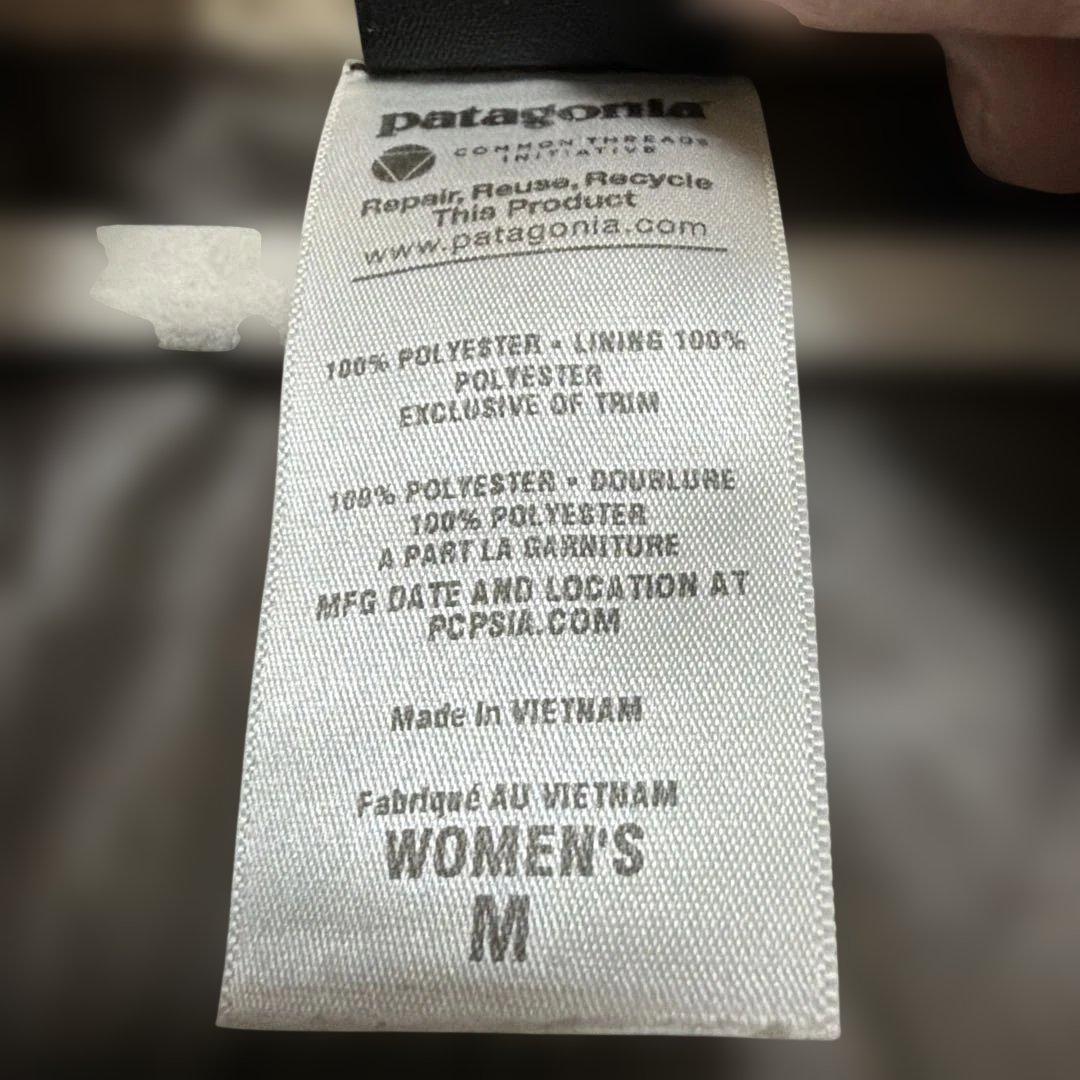 patagonia
COMMON THREADS
INITIATIVE
Repair, Reuse, Recycle
This Product
www.patagonia.com
100% POLYESTER • LINING 100%
POLYESTER
EXCLUSIVE OF TRIM
100% POLYESTER • DOUBLURE
100% POLYESTER
A PART LA GARNITURE
MFG DATE AND LOCATION AT
PCPSIA.COM
Made In VIETNAM
Fabriqué AU VIETNAM
WOMEN'S
M